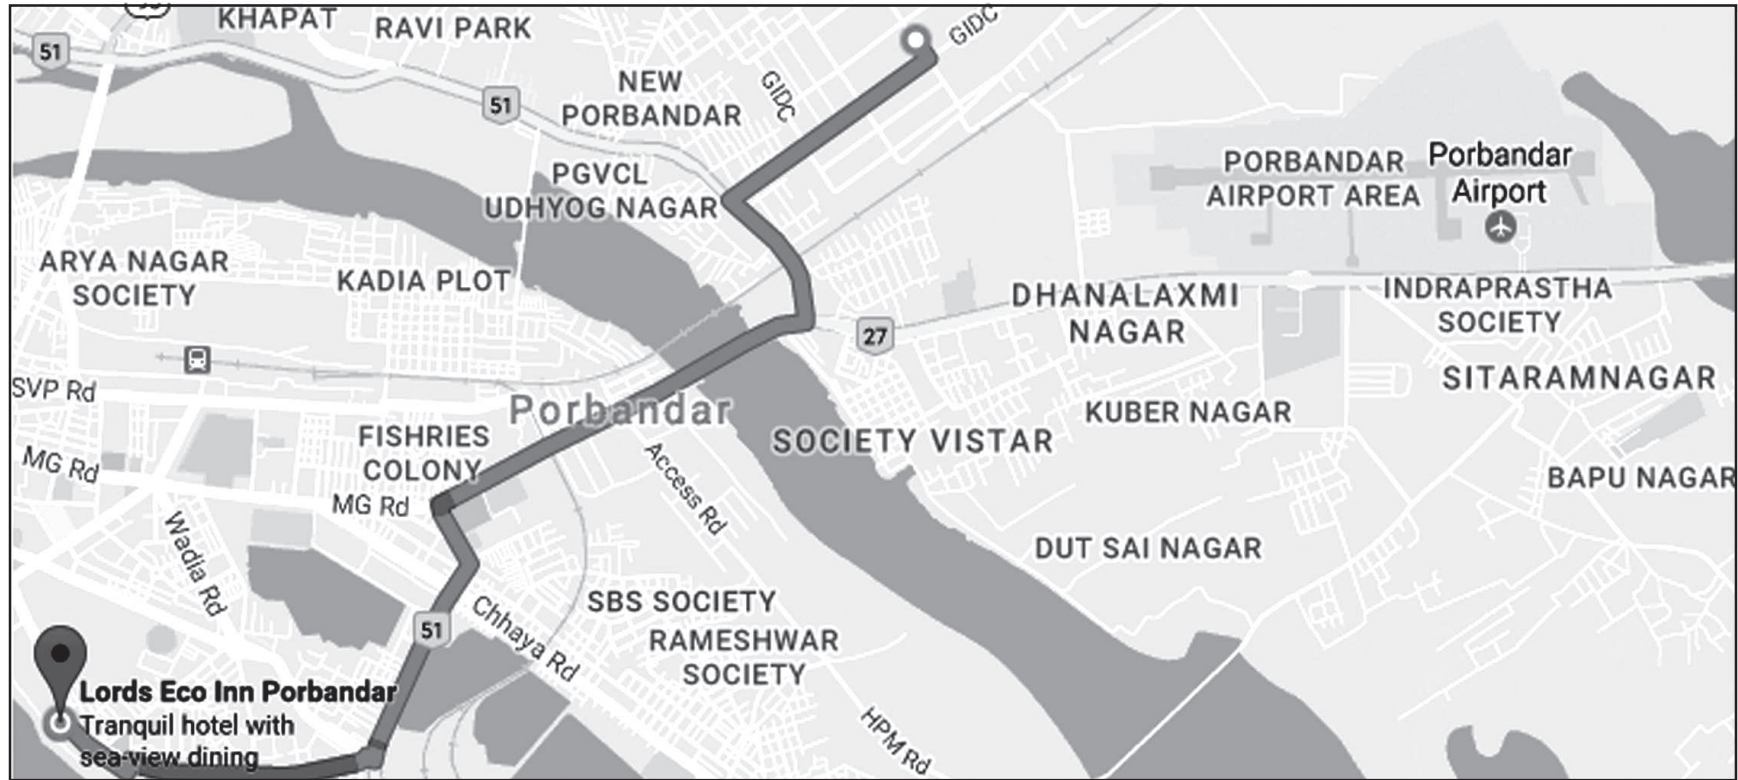 KHAPAT
RAVI PARK
GIDC
51
NEW
PORBANDAR
GIDC
51
PORBANDAR
AIRPORT AREA
Porbandar
Airport
PGVCL
UDHYOG NAGAR
ARYA NAGAR
SOCIETY
KADIA PLOT
DHANALAXMI
NAGAR
INDRAPRASTHA
SOCIETY
27
SVP Rd
SITARAMNAGAR
Porbandar
KUBER NAGAR
FISHRIES
COLONY
SOCIETY VISTAR
MG Rd
BAPU NAGAR
MG Rd
Access Rd
Wadia Rd
DUT SAI NAGAR
SBS SOCIETY
51
Chhaya Rd
RAMESHWAR
SOCIETY
Lords Eco Inn Porbandar
Tranquil hotel with
sea-view dining
HPM Rd